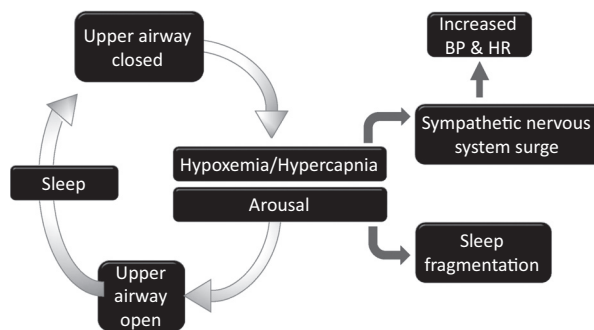 Upper airway
closed
Increased
BP & HR
Sympathetic nervous
system surge
Hypoxemia/Hypercapnia
Arousal
Sleep
Sleep
fragmentation
Upper
airway
open